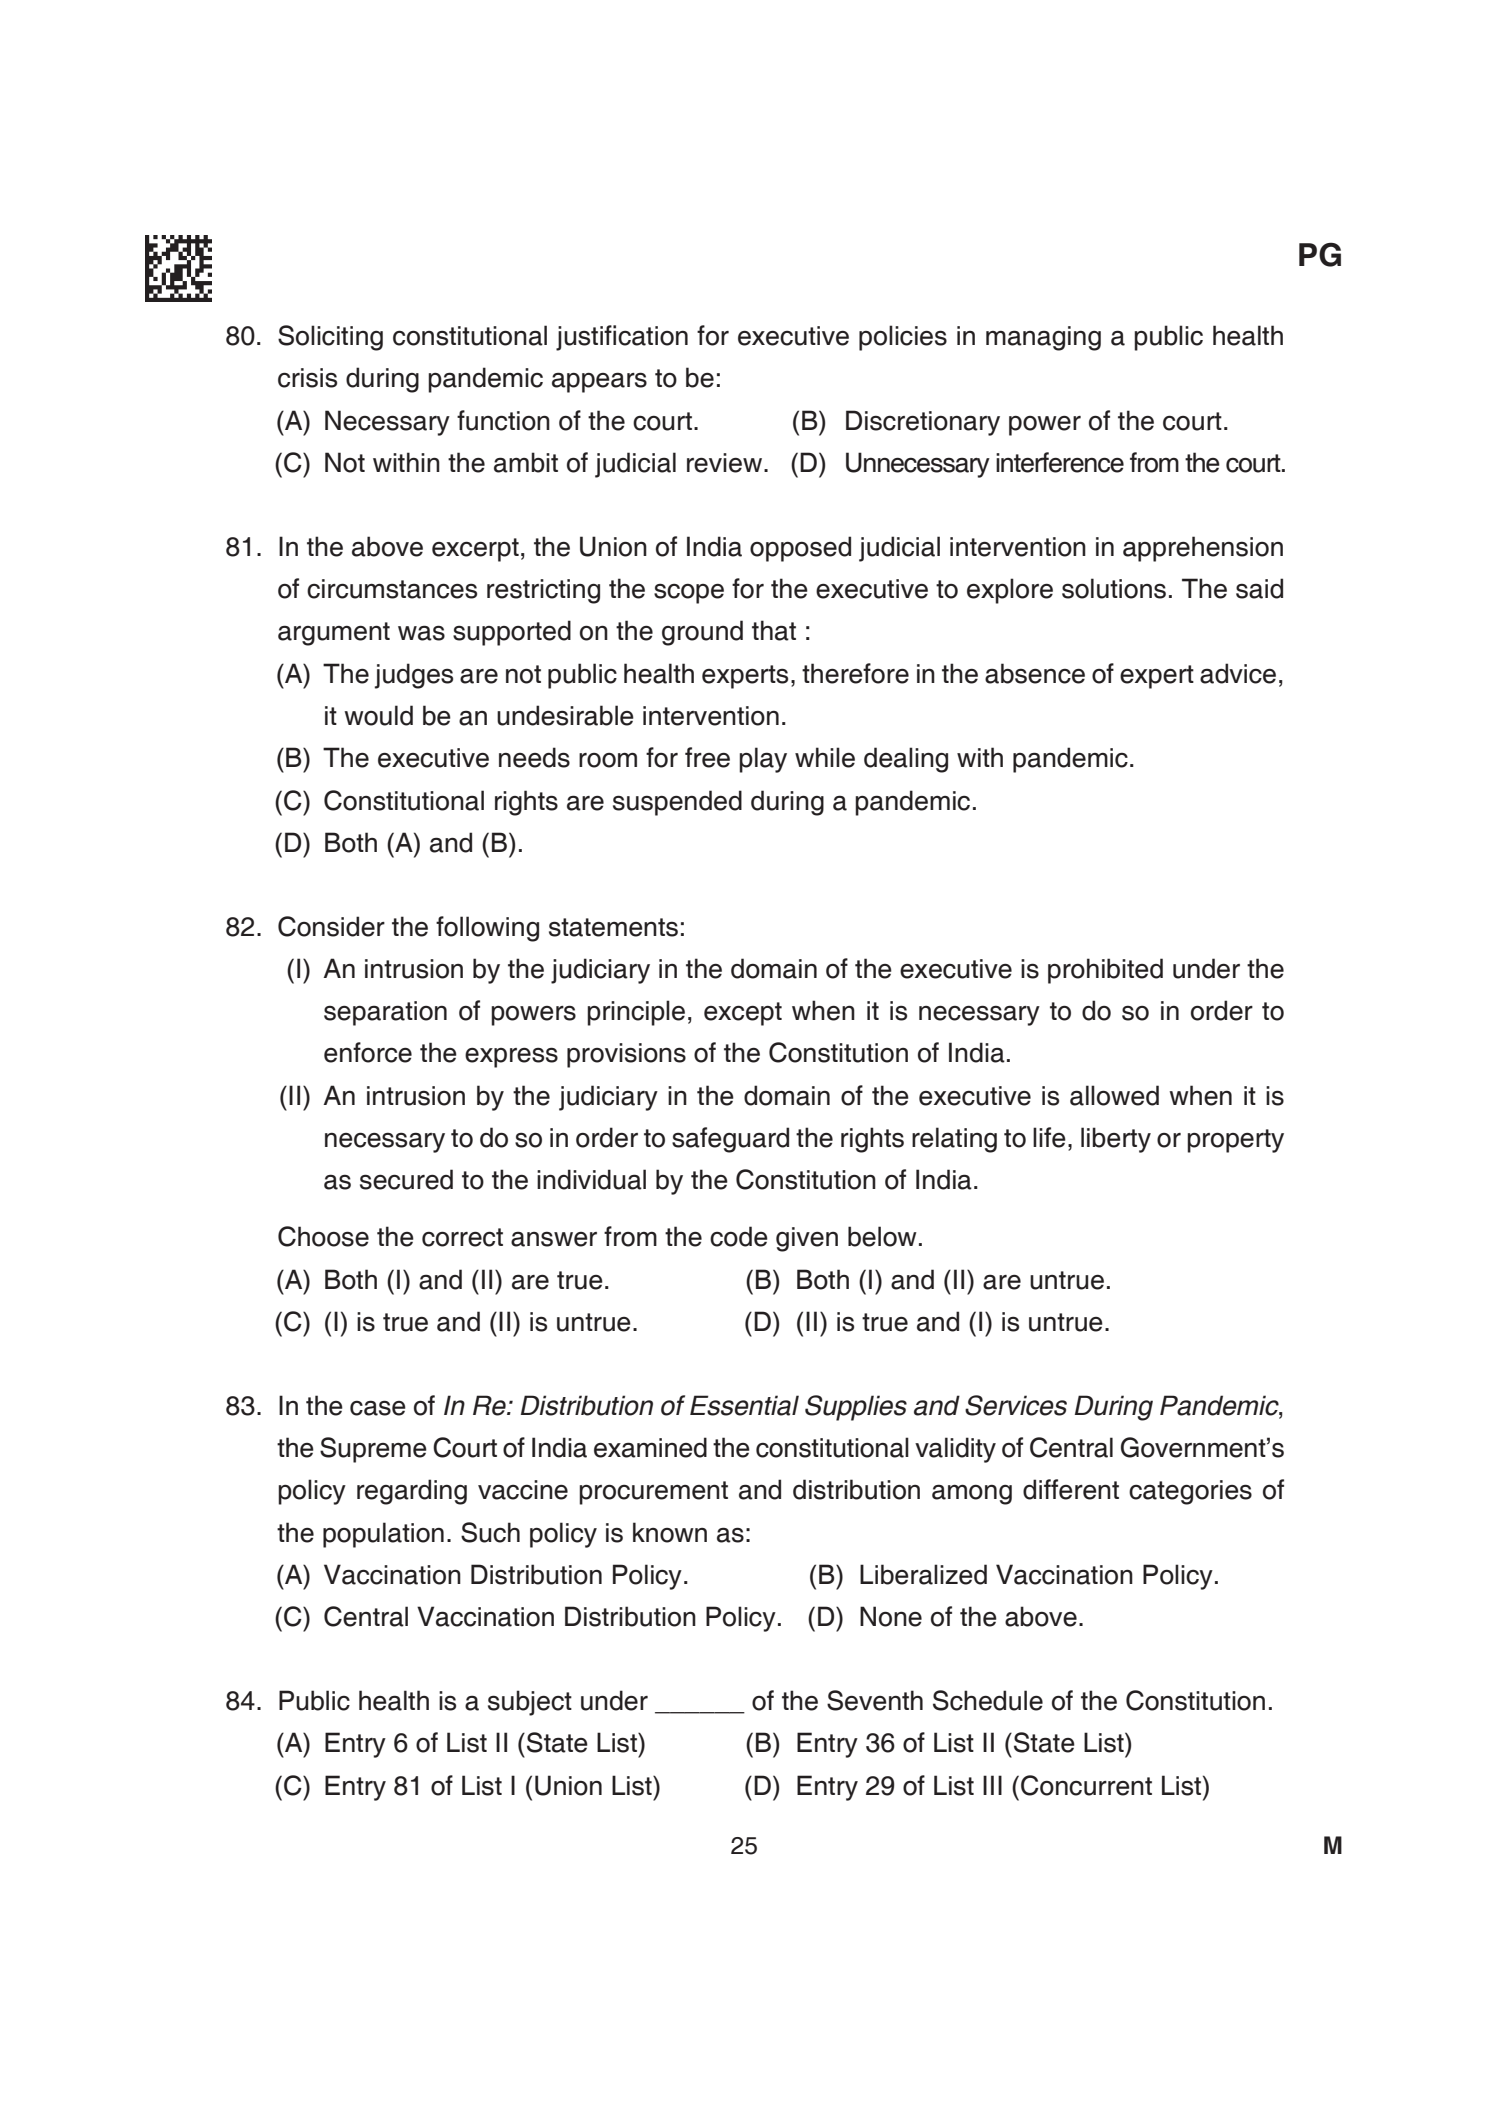 PG
80. Soliciting constitutional justification for executive policies in managing a public health
crisis during pandemic appears to be:
(A) Necessary function of the court. (B) Discretionary power of the court.
(C) Not within the ambit of judicial review. (D) Unnecessary interference from the court.
81. In the above excerpt, the Union of India opposed judicial intervention in apprehension
of circumstances restricting the scope for the executive to explore solutions. The said
argument was supported on the ground that :
(A) The judges are not public health experts, therefore in the absence of expert advice,
it would be an undesirable intervention.
(B) The executive needs room for free play while dealing with pandemic.
(C) Constitutional rights are suspended during a pandemic.
(D) Both (A) and (B).
82. Consider the following statements:
(I) An intrusion by the judiciary in the domain of the executive is prohibited under the
separation of powers principle, except when it is necessary to do so in order to
enforce the express provisions of the Constitution of India.
(II) An intrusion by the judiciary in the domain of the executive is allowed when it is
necessary to do so in order to safeguard the rights relating to life, liberty or property
as secured to the individual by the Constitution of India.
Choose the correct answer from the code given below.
(A) Both (I) and (II) are true. (B) Both (I) and (II) are untrue.
(C) (I) is true and (II) is untrue. (D) (II) is true and (I) is untrue.
83. In the case of In Re: Distribution of Essential Supplies and Services During Pandemic,
the Supreme Court of India examined the constitutional validity of Central Government's
policy regarding vaccine procurement and distribution among different categories of
the population. Such policy is known as:
(A) Vaccination Distribution Policy. (B) Liberalized Vaccination Policy.
(C) Central Vaccination Distribution Policy. (D) None of the above.
84. Public health is a subject under ______ of the Seventh Schedule of the Constitution.
(A) Entry 6 of List II (State List) (B) Entry 36 of List II (State List)
(C) Entry 81 of List I (Union List) (D) Entry 29 of List III (Concurrent List)
25 M